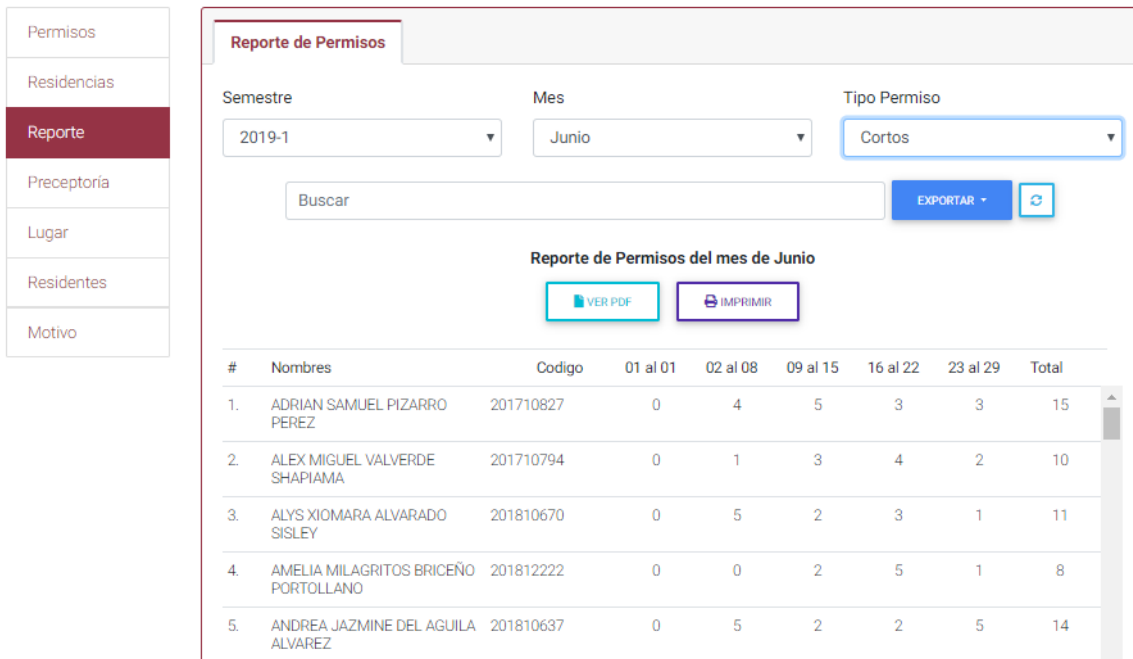 Permisos
Residencias
Reporte
Preceptoría
Lugar
Residentes
Motivo
Reporte de Permisos
Semestre Mes Tipo Permiso
2019-1 Junio Cortos
Buscar EXPORTAR
Reporte de Permisos del mes de Junio
VER PDF IMPRIMIR
# Nombres Codigo 01 al 01 02 al 08 09 al 15 16 al 22 23 al 29 Total
1. ADRIAN SAMUEL PIZARRO 201710827 0 4 5 3 3 15
PEREZ
2. ALEX MIGUEL VALVERDE 201710794 0 1 3 4 2 10
SHAPIAMA
3. ALYS XIOMARA ALVARADO 201810670 0 5 2 3 1 11
SISLEY
4. AMELIA MILAGRITOS BRICEÑO 201812222 0 0 2 5 1 8
PORTOLLANO
5. ANDREA JAZMINE DEL AGUILA 201810637 0 5 2 2 5 14
ALVAREZ